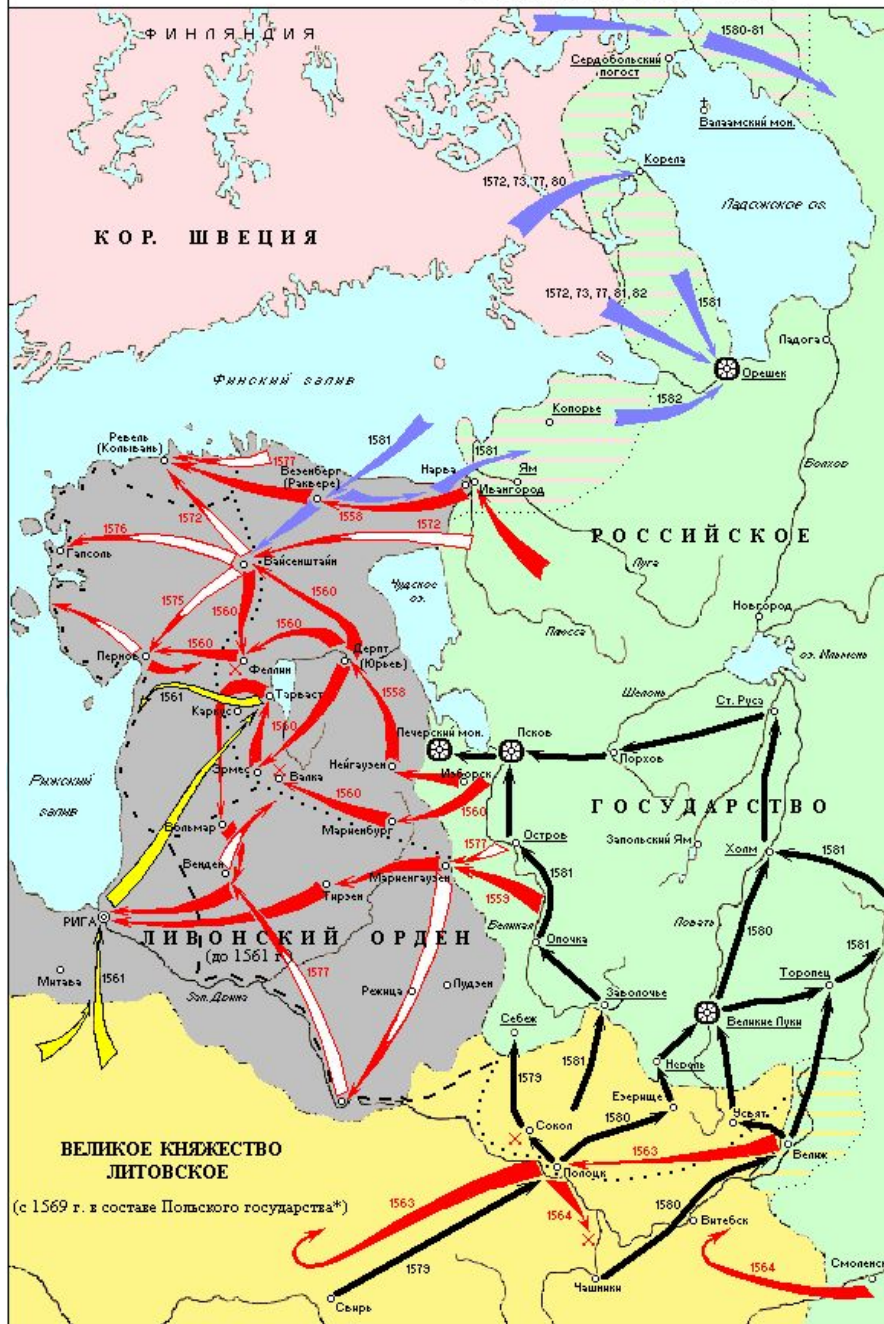 ФИНЛЯНДИЯ
1580-81
Сердобольский
погост
Валаамский мон.
Корела
1572, 73, 77, 80
Ладожское оз.
КОР. ШВЕЦИЯ
1572, 73, 77, 81, 82
1581
Ладога
Орешек
Финский залив
Копорье
1582
Ревель
(Колывань)
1577
1581
Везенберг
(Раквере)
Нарва
1581
Ям
Ивангород
Волхов
1558
1572
1572
1576
Гапсоль
Вайсенштайн
РОССИЙСКОЕ
Луга
Чудское
оз.
1575
1560
1560
Плюсса
Новгород
оз. Ильмень
Пернов
1560
1560
Феллин
Дерпт
(Юрьев)
1561
Тарваст
Каркус
1558
Шелонь
Ст. Руса
1560
Печерский мон.
Псков
Порхов
Рижский
залив
Эрмес
Валка
Нейгаузен
Изборск
1560
1560
ГОСУДАРСТВО
Вольмар
Мариенбург
Остров
Запольский Ям
Холм
1577
1581
Венден
Мариенгаузен
1581
Тирзен
1559
Великая
Ловать
РИГА
ЛИВОНСКИЙ ОРДЕН
(до 1561 г.)
Опочка
1580
1581
Митава
1561
1577
Зап. Двина
Режица
Лудзен
Заволочье
Торопец
Себеж
Великие Луки
1579
1581
Невель
Езерище
1580
Усвят.
Сокол
ВЕЛИКОЕ КНЯЖЕСТВО
ЛИТОВСКОЕ
1563
Полоцк
Велиж
(с 1569 г. в составе Польского государства*)
1563
1564
1580
Витебск
1579
1564
Смоленск
Чашники
Свирь